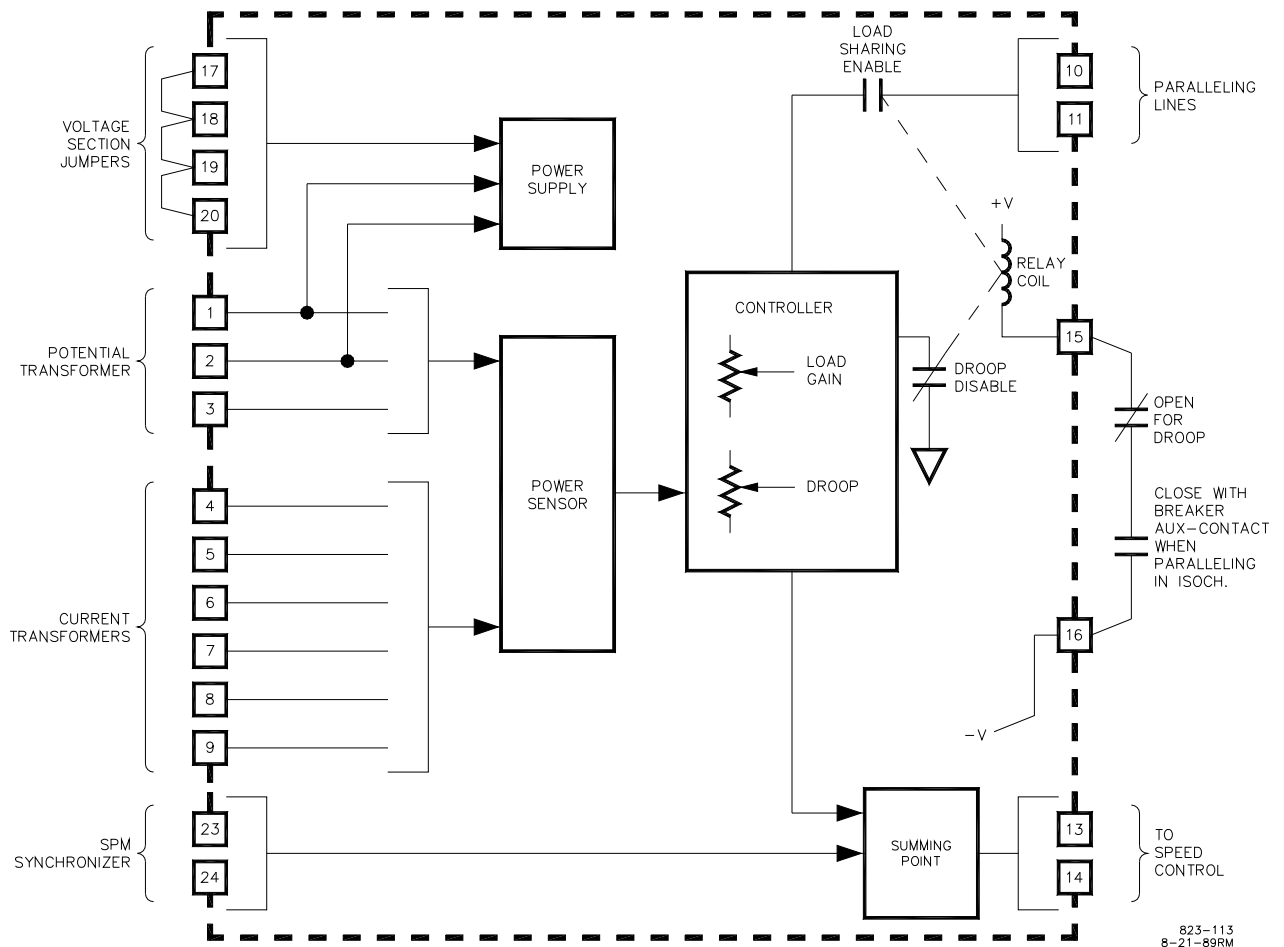 LOAD
SHARING
ENABLE
17
18
19
20
VOLTAGE
SECTION
JUMPERS
POWER
SUPPLY
10
11
PARALLELING
LINES
+V
RELAY
COIL
1
2
3
POTENTIAL
TRANSFORMER
CONTROLLER
LOAD
GAIN
DROOP
DROOP
DISABLE
15
OPEN
FOR
DROOP
POWER
SENSOR
4
5
6
7
8
9
CURRENT
TRANSFORMERS
CLOSE WITH
BREAKER
AUX-CONTACT
WHEN
PARALLELING
IN ISOCH.
16
-V
23
24
SPM
SYNCHRONIZER
SUMMING
POINT
13
14
TO
SPEED
CONTROL
823-113
8-21-89RM